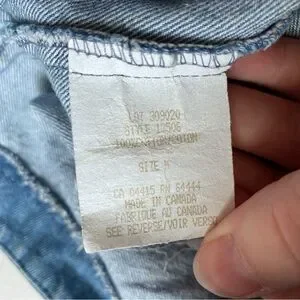 LOT 309020
STYLE 12506
100% COTTON/COTON
SIZE M
CA 04415 RN 64444
MADE IN CANADA
FABRIQUE AU CANADA
SEE REVERSE/VOIR VERSO